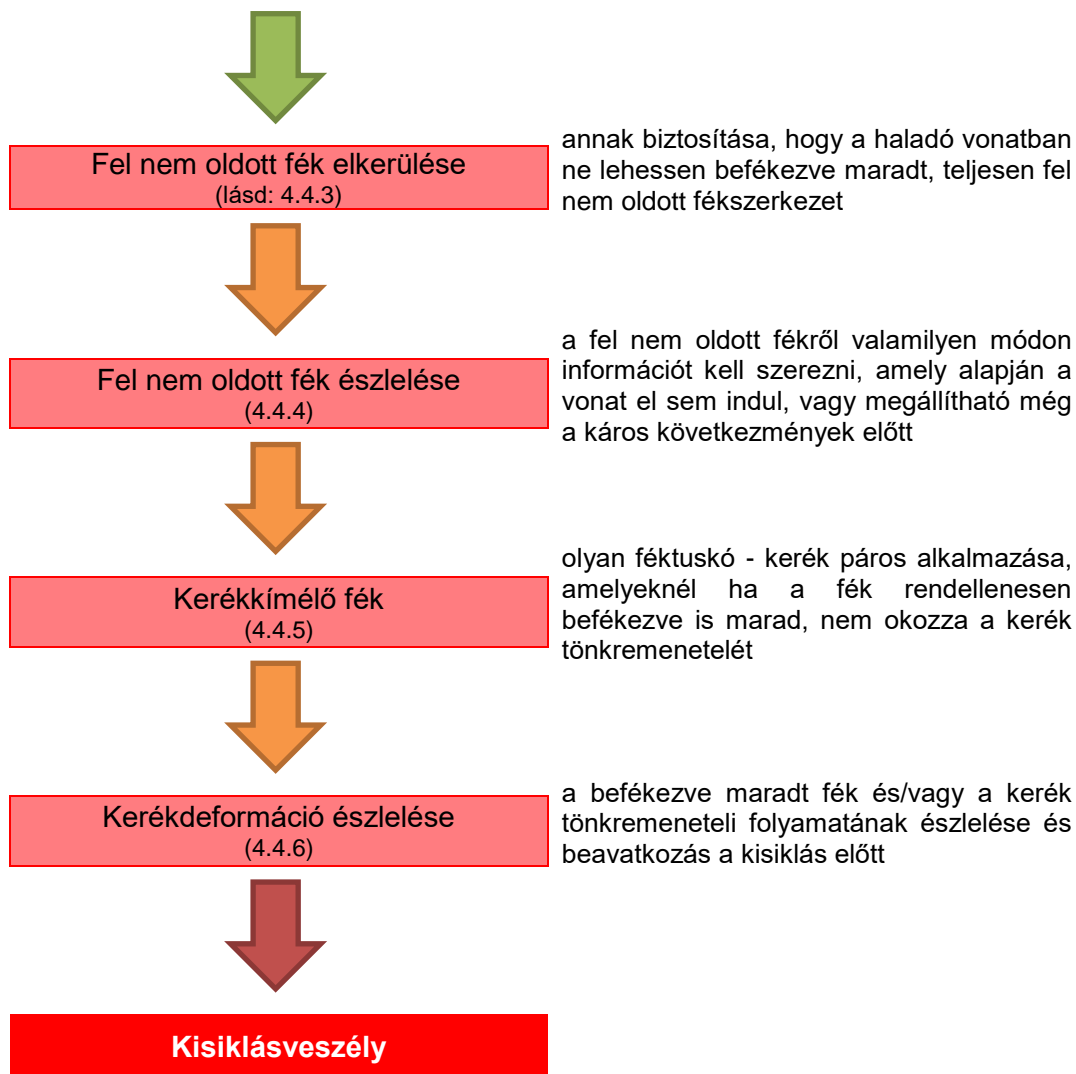 Fel nem oldott fék elkerülése
(lásd: 4.4.3)
annak biztosítása, hogy a haladó vonatban
ne lehessen befékezve maradt, teljesen fel
nem oldott fékszerkezet
Fel nem oldott fék észlelése
(4.4.4)
a fel nem oldott fékről valamilyen módon
információt kell szerezni, amely alapján a
vonat el sem indul, vagy megállítható még
a káros következmények előtt
Kerékkímélő fék
(4.4.5)
olyan féktuskó - kerék páros alkalmazása,
amelyeknél ha a fék rendellenesen
befékezve is marad, nem okozza a kerék
tönkremenetelét
Kerékdeformáció észlelése
(4.4.6)
a befékezve maradt fék és/vagy a kerék
tönkremeneteli folyamatának észlelése és
beavatkozás a kisiklás előtt
Kisiklásveszély